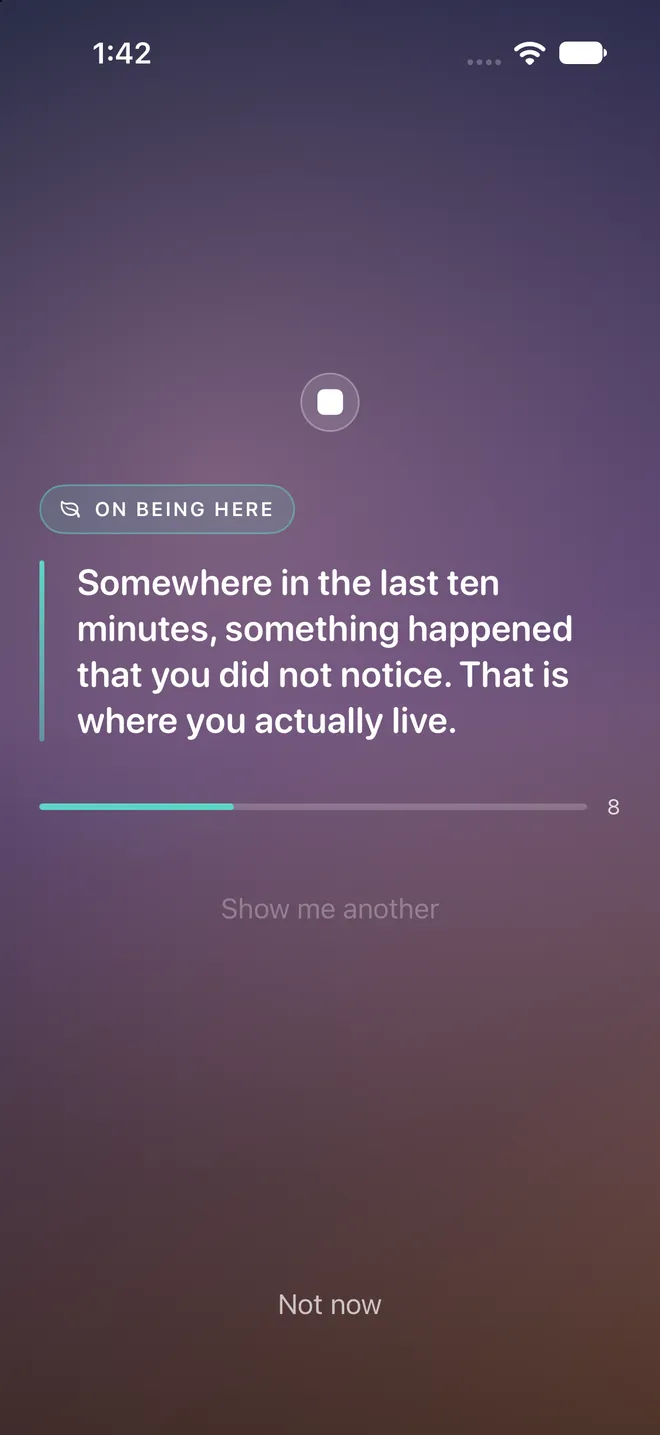 1:42
ON BEING HERE
Somewhere in the last ten
minutes, something happened
that you did not notice. That is
where you actually live.
8
Show me another
Not now